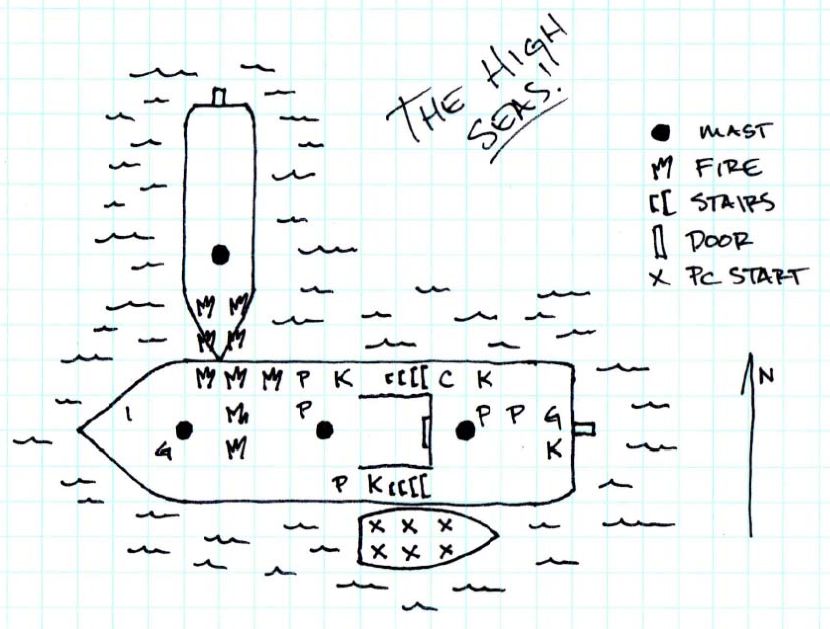 THE HIGH
SEAS!!
MAST
FIRE
STAIRS
DOOR
X PC START
N
P K C K
I P P P G
G K
P K
X X X
X X X